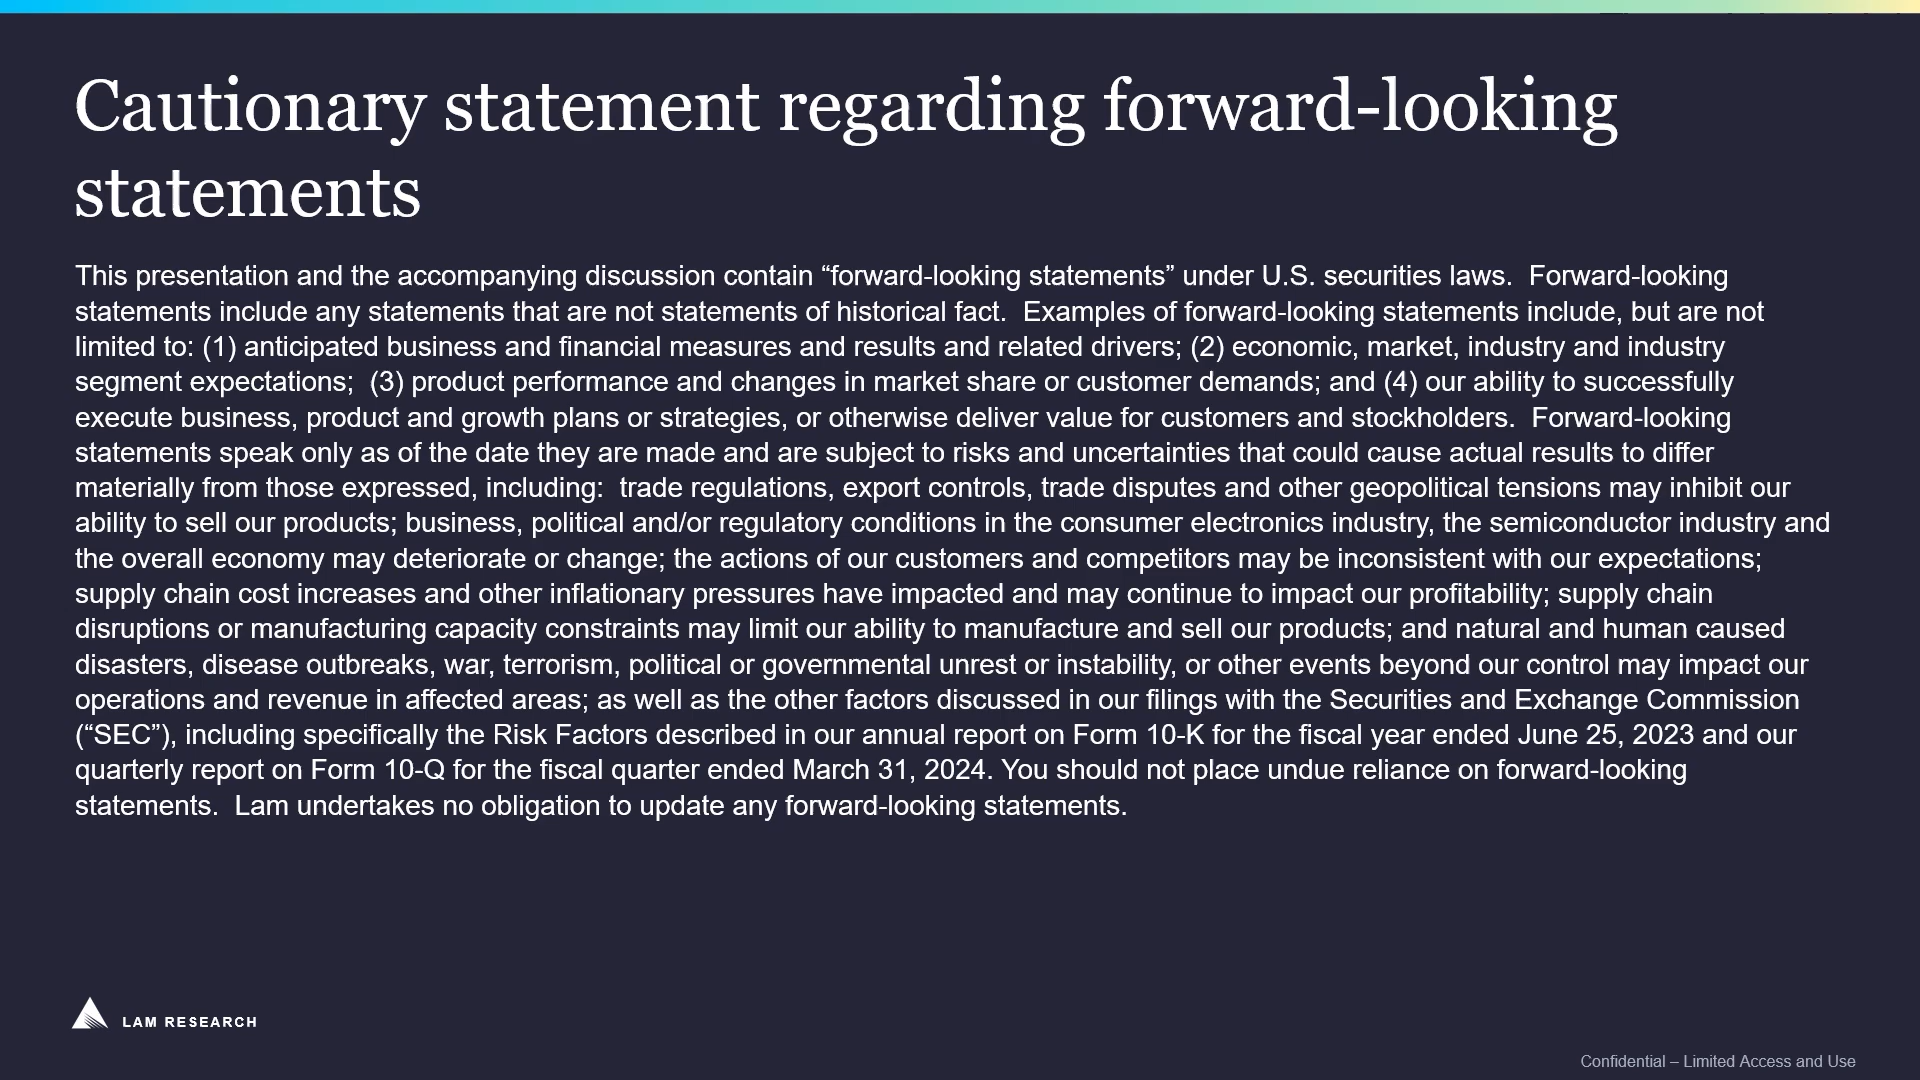 Cautionary statement regarding forward-looking
statements
This presentation and the accompanying discussion contain “forward-looking statements” under U.S. securities laws.  Forward-looking
statements include any statements that are not statements of historical fact.  Examples of forward-looking statements include, but are not
limited to: (1) anticipated business and financial measures and results and related drivers; (2) economic, market, industry and industry
segment expectations;  (3) product performance and changes in market share or customer demands; and (4) our ability to successfully
execute business, product and growth plans or strategies, or otherwise deliver value for customers and stockholders.  Forward-looking
statements speak only as of the date they are made and are subject to risks and uncertainties that could cause actual results to differ
materially from those expressed, including:  trade regulations, export controls, trade disputes and other geopolitical tensions may inhibit our
ability to sell our products; business, political and/or regulatory conditions in the consumer electronics industry, the semiconductor industry and
the overall economy may deteriorate or change; the actions of our customers and competitors may be inconsistent with our expectations;
supply chain cost increases and other inflationary pressures have impacted and may continue to impact our profitability; supply chain
disruptions or manufacturing capacity constraints may limit our ability to manufacture and sell our products; and natural and human caused
disasters, disease outbreaks, war, terrorism, political or governmental unrest or instability, or other events beyond our control may impact our
operations and revenue in affected areas; as well as the other factors discussed in our filings with the Securities and Exchange Commission
(“SEC”), including specifically the Risk Factors described in our annual report on Form 10-K for the fiscal year ended June 25, 2023 and our
quarterly report on Form 10-Q for the fiscal quarter ended March 31, 2024. You should not place undue reliance on forward-looking
statements.  Lam undertakes no obligation to update any forward-looking statements.
LAM RESEARCH
Confidential – Limited Access and Use